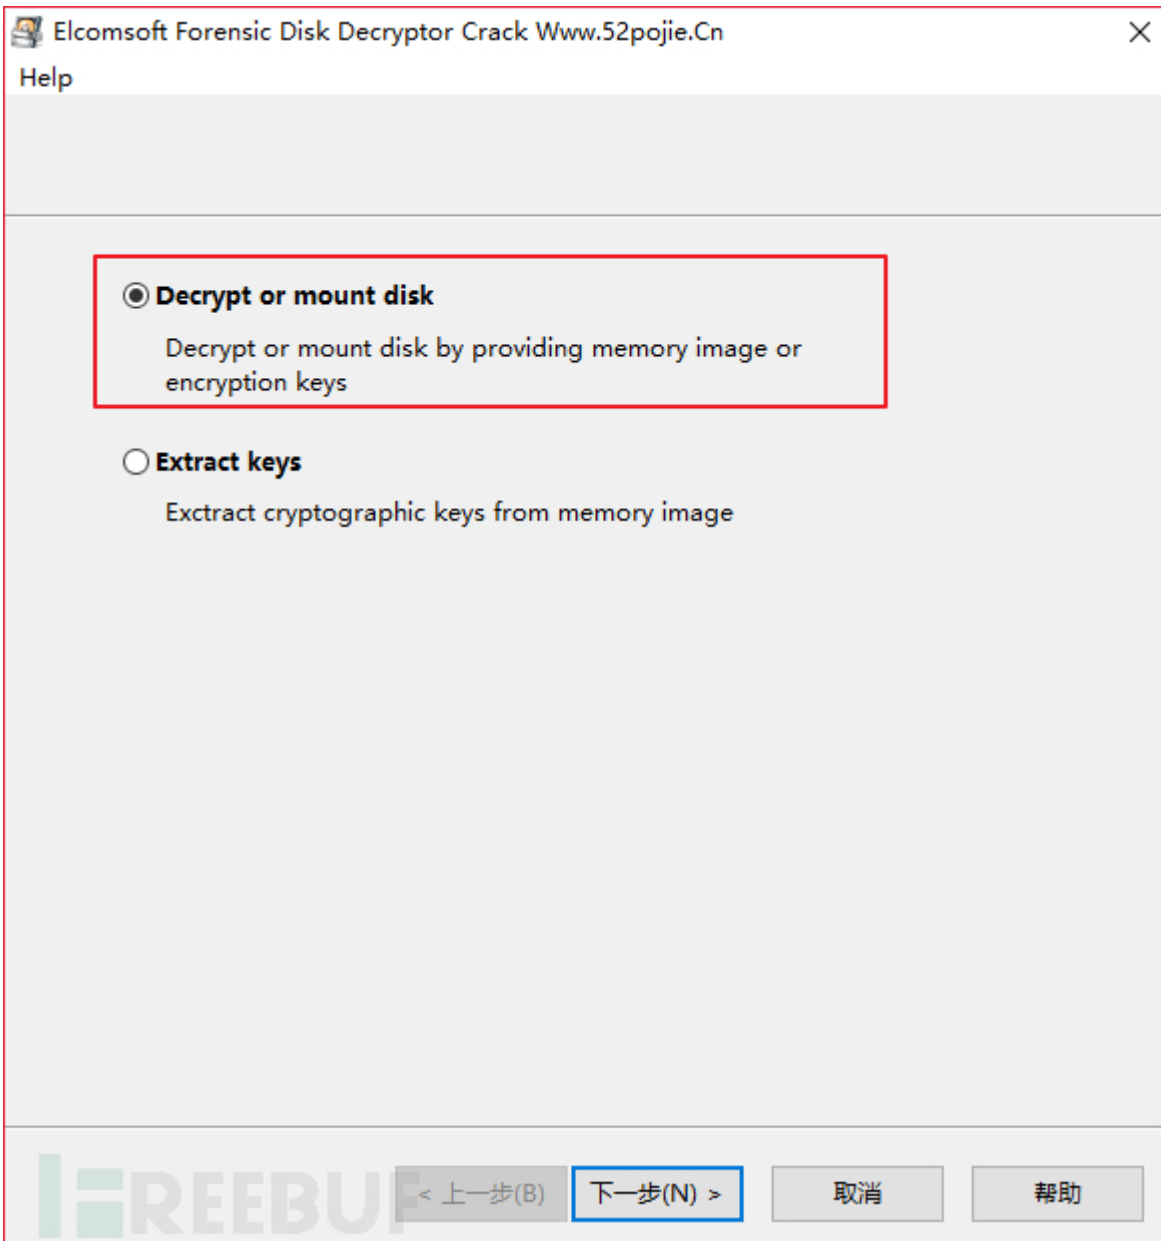 Elcomsoft Forensic Disk Decryptor Crack Www.52pojie.Cn
Help
Decrypt or mount disk
Decrypt or mount disk by providing memory image or
encryption keys
Extract keys
Exctract cryptographic keys from memory image
REEBUF
< 上一步(B) 下一步(N) > 取消 帮助